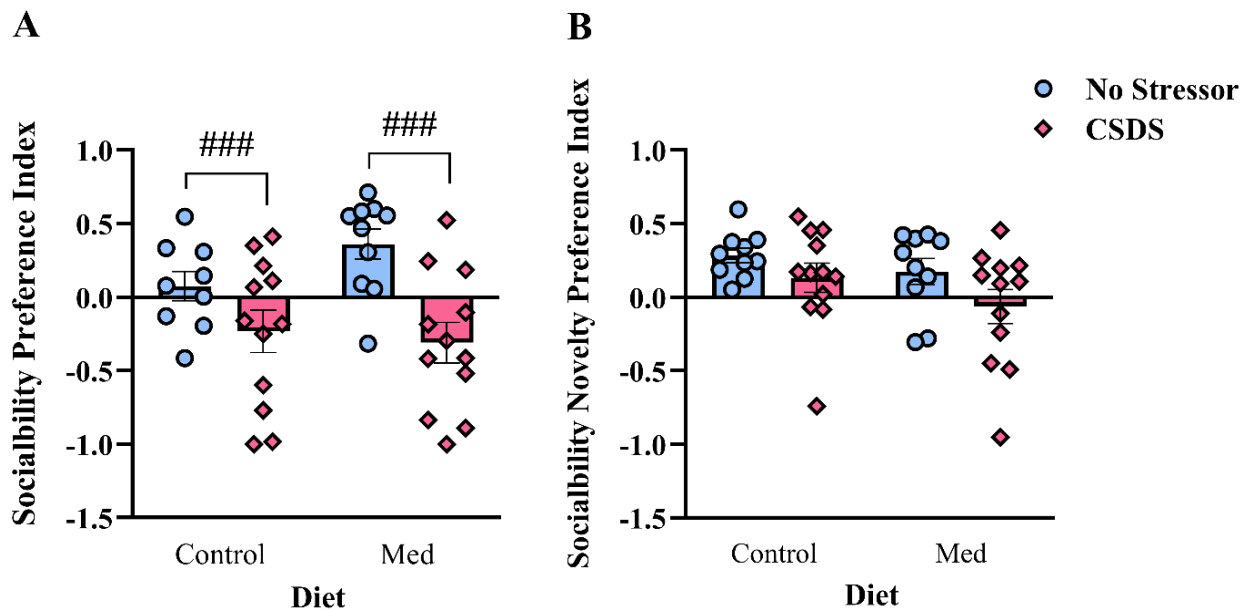 A
B
No Stressor
CSDS
Socialbility Preference Index
###
###
1.0
0.5
0.0
-0.5
-1.0
-1.5
Control
Med
Diet
Socialbility Novelty Preference Index
1.0
0.5
0.0
-0.5
-1.0
-1.5
Control
Med
Diet